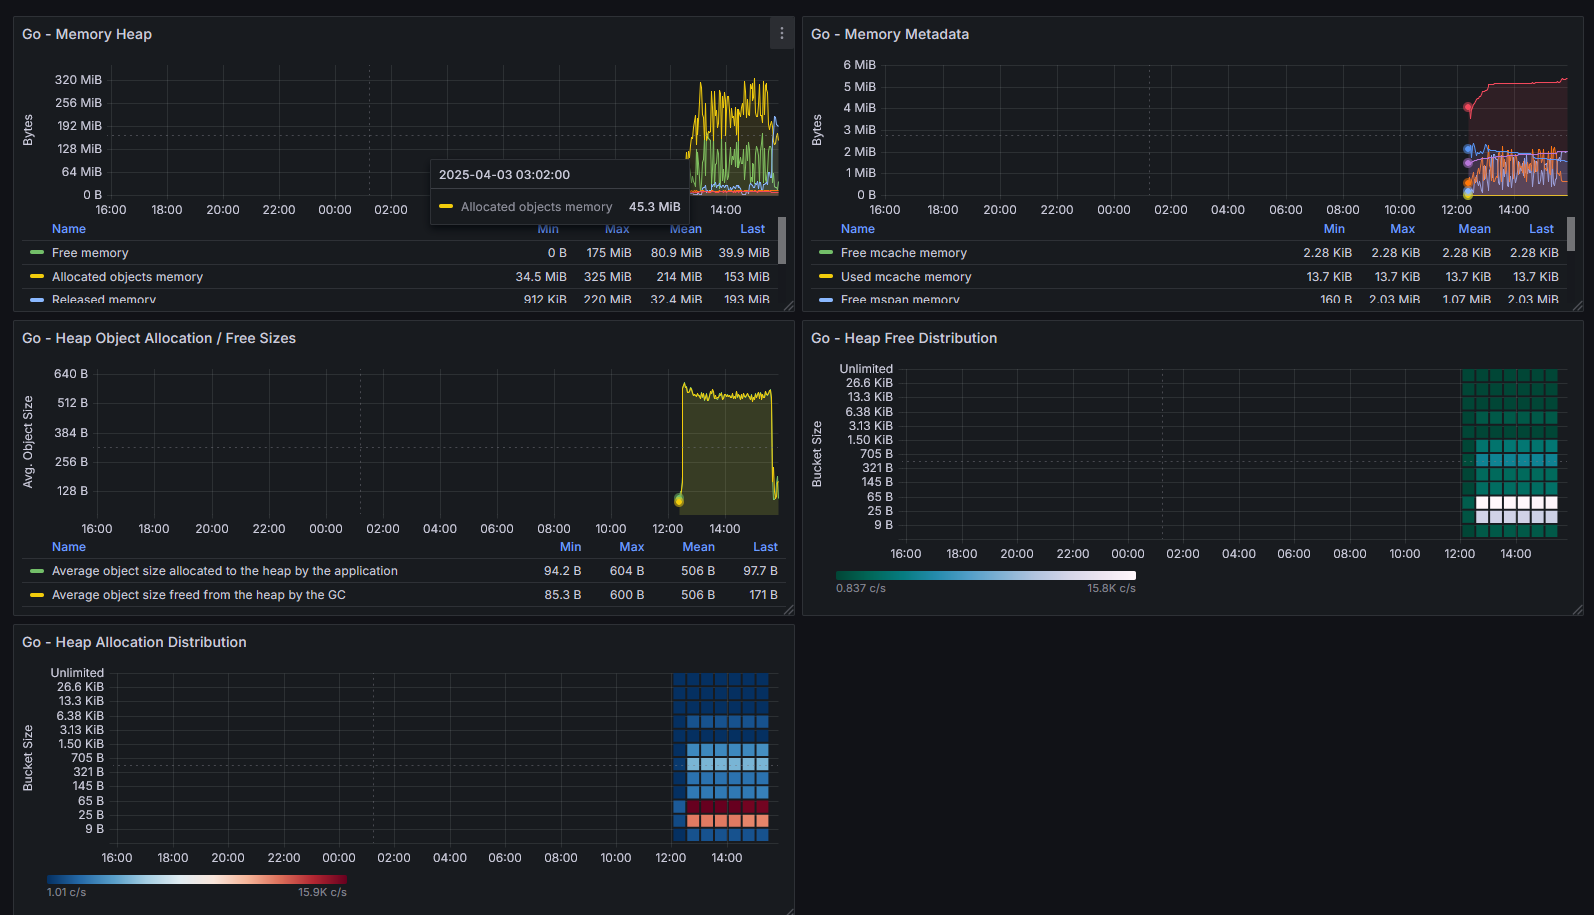 Go - Memory Heap
Bytes
320 MiB
256 MiB
192 MiB
128 MiB
64 MiB
0 B
16:00 18:00 20:00 22:00 00:00 02:00 14:00
2025-04-03 03:02:00
Allocated objects memory 45.3 MiB
Name Min Max Mean Last
Free memory 0 B 175 MiB 80.9 MiB 39.9 MiB
Allocated objects memory 34.5 MiB 325 MiB 214 MiB 153 MiB
Released memory 912 KiB 220 MiB 32.4 MiB 193 MiB
Go - Memory Metadata
Bytes
6 MiB
5 MiB
4 MiB
3 MiB
2 MiB
1 MiB
0 B
16:00 18:00 20:00 22:00 00:00 02:00 04:00 06:00 08:00 10:00 12:00 14:00
Name Min Max Mean Last
Free mcache memory 2.28 KiB 2.28 KiB 2.28 KiB 2.28 KiB
Used mcache memory 13.7 KiB 13.7 KiB 13.7 KiB 13.7 KiB
Free mspan memory 160 B 2.03 MiB 1.07 MiB 2.03 MiB
Go - Heap Object Allocation / Free Sizes
Avg. Object Size
640 B
512 B
384 B
256 B
128 B
16:00 18:00 20:00 22:00 00:00 02:00 04:00 06:00 08:00 10:00 12:00 14:00
Name Min Max Mean Last
Average object size allocated to the heap by the application 94.2 B 604 B 506 B 97.7 B
Average object size freed from the heap by the GC 85.3 B 600 B 506 B 171 B
Go - Heap Free Distribution
Bucket Size
Unlimited
26.6 KiB
13.3 KiB
6.38 KiB
3.13 KiB
1.50 KiB
705 B
321 B
145 B
65 B
25 B
9 B
16:00 18:00 20:00 22:00 00:00 02:00 04:00 06:00 08:00 10:00 12:00 14:00
0.837 c/s 15.8K c/s
Go - Heap Allocation Distribution
Bucket Size
Unlimited
26.6 KiB
13.3 KiB
6.38 KiB
3.13 KiB
1.50 KiB
705 B
321 B
145 B
65 B
25 B
9 B
16:00 18:00 20:00 22:00 00:00 02:00 04:00 06:00 08:00 10:00 12:00 14:00
1.01 c/s 15.9K c/s